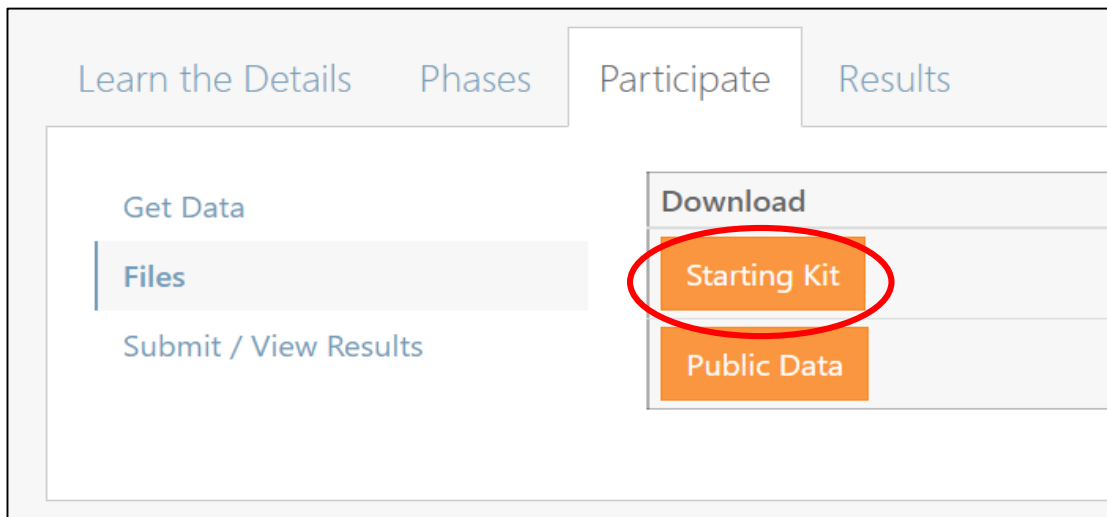 Learn the Details Phases Participate Results
Get Data
Files
Submit / View Results
Download
Starting Kit
Public Data